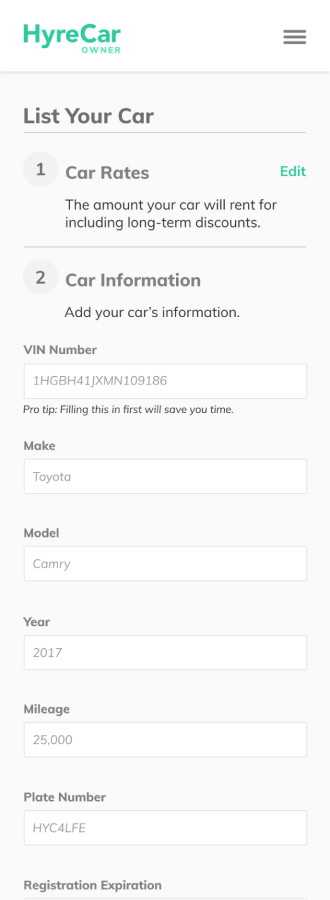 HyreCar
OWNER
List Your Car
1
Car Rates
Edit
The amount your car will rent for
including long-term discounts.
2
Car Information
Add your car’s information.
VIN Number
1HGBH41JXMN109186
Pro tip: Filling this in first will save you time.
Make
Toyota
Model
Camry
Year
2017
Mileage
25,000
Plate Number
HYC4LFE
Registration Expiration